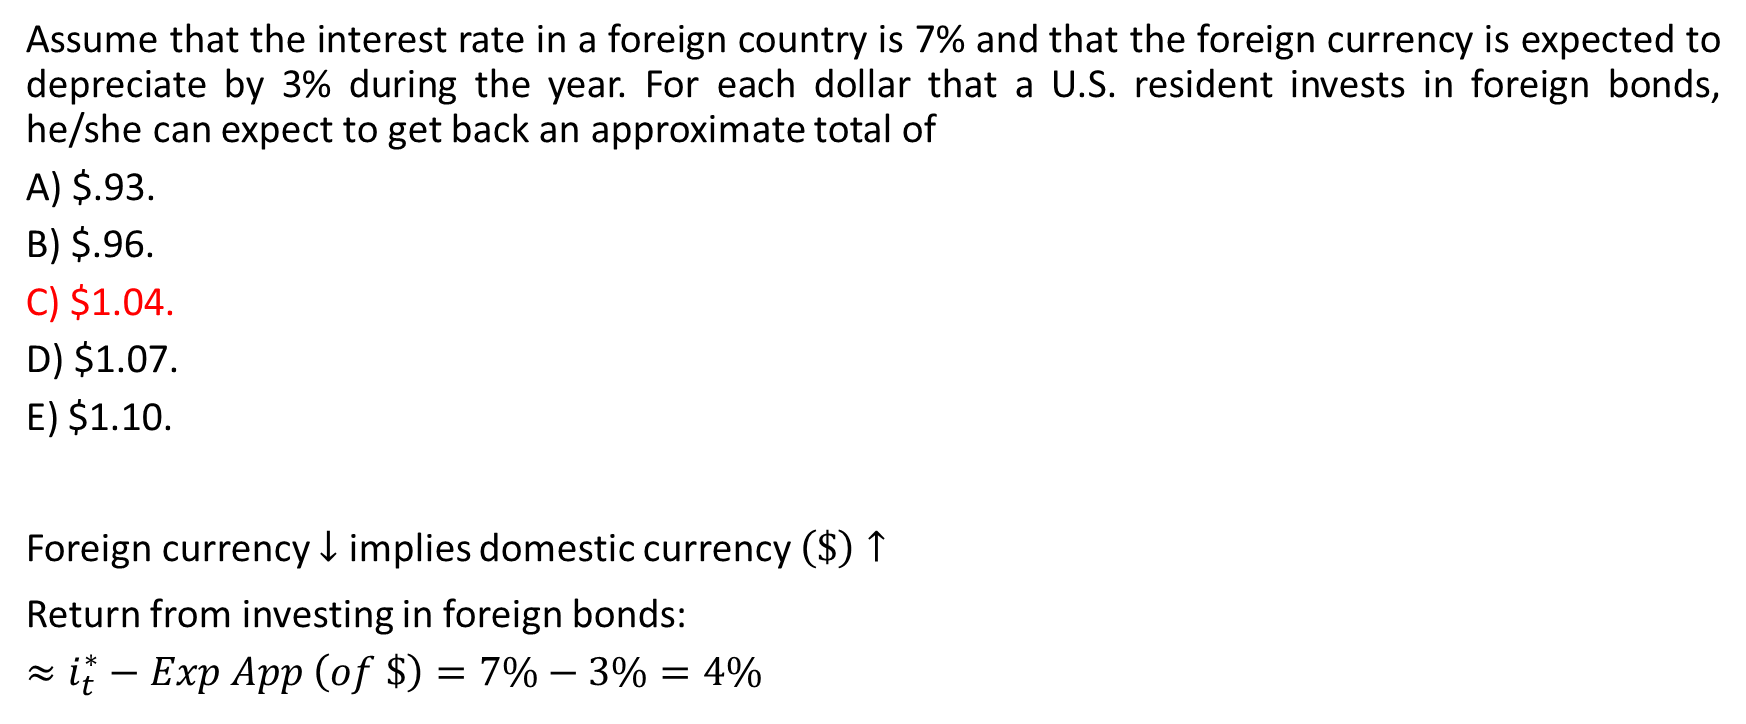 Assume that the interest rate in a foreign country is 7% and that the foreign currency is expected to
depreciate by 3% during the year. For each dollar that a U.S. resident invests in foreign bonds,
he/she can expect to get back an approximate total of
A) $.93.
B) $.96.
C) $1.04.
D) $1.07.
E) $1.10.
Foreign currency ↓ implies domestic currency ($) ↑
Return from investing in foreign bonds:
≈ i*ₜ − Exp App (of $) = 7% − 3% = 4%